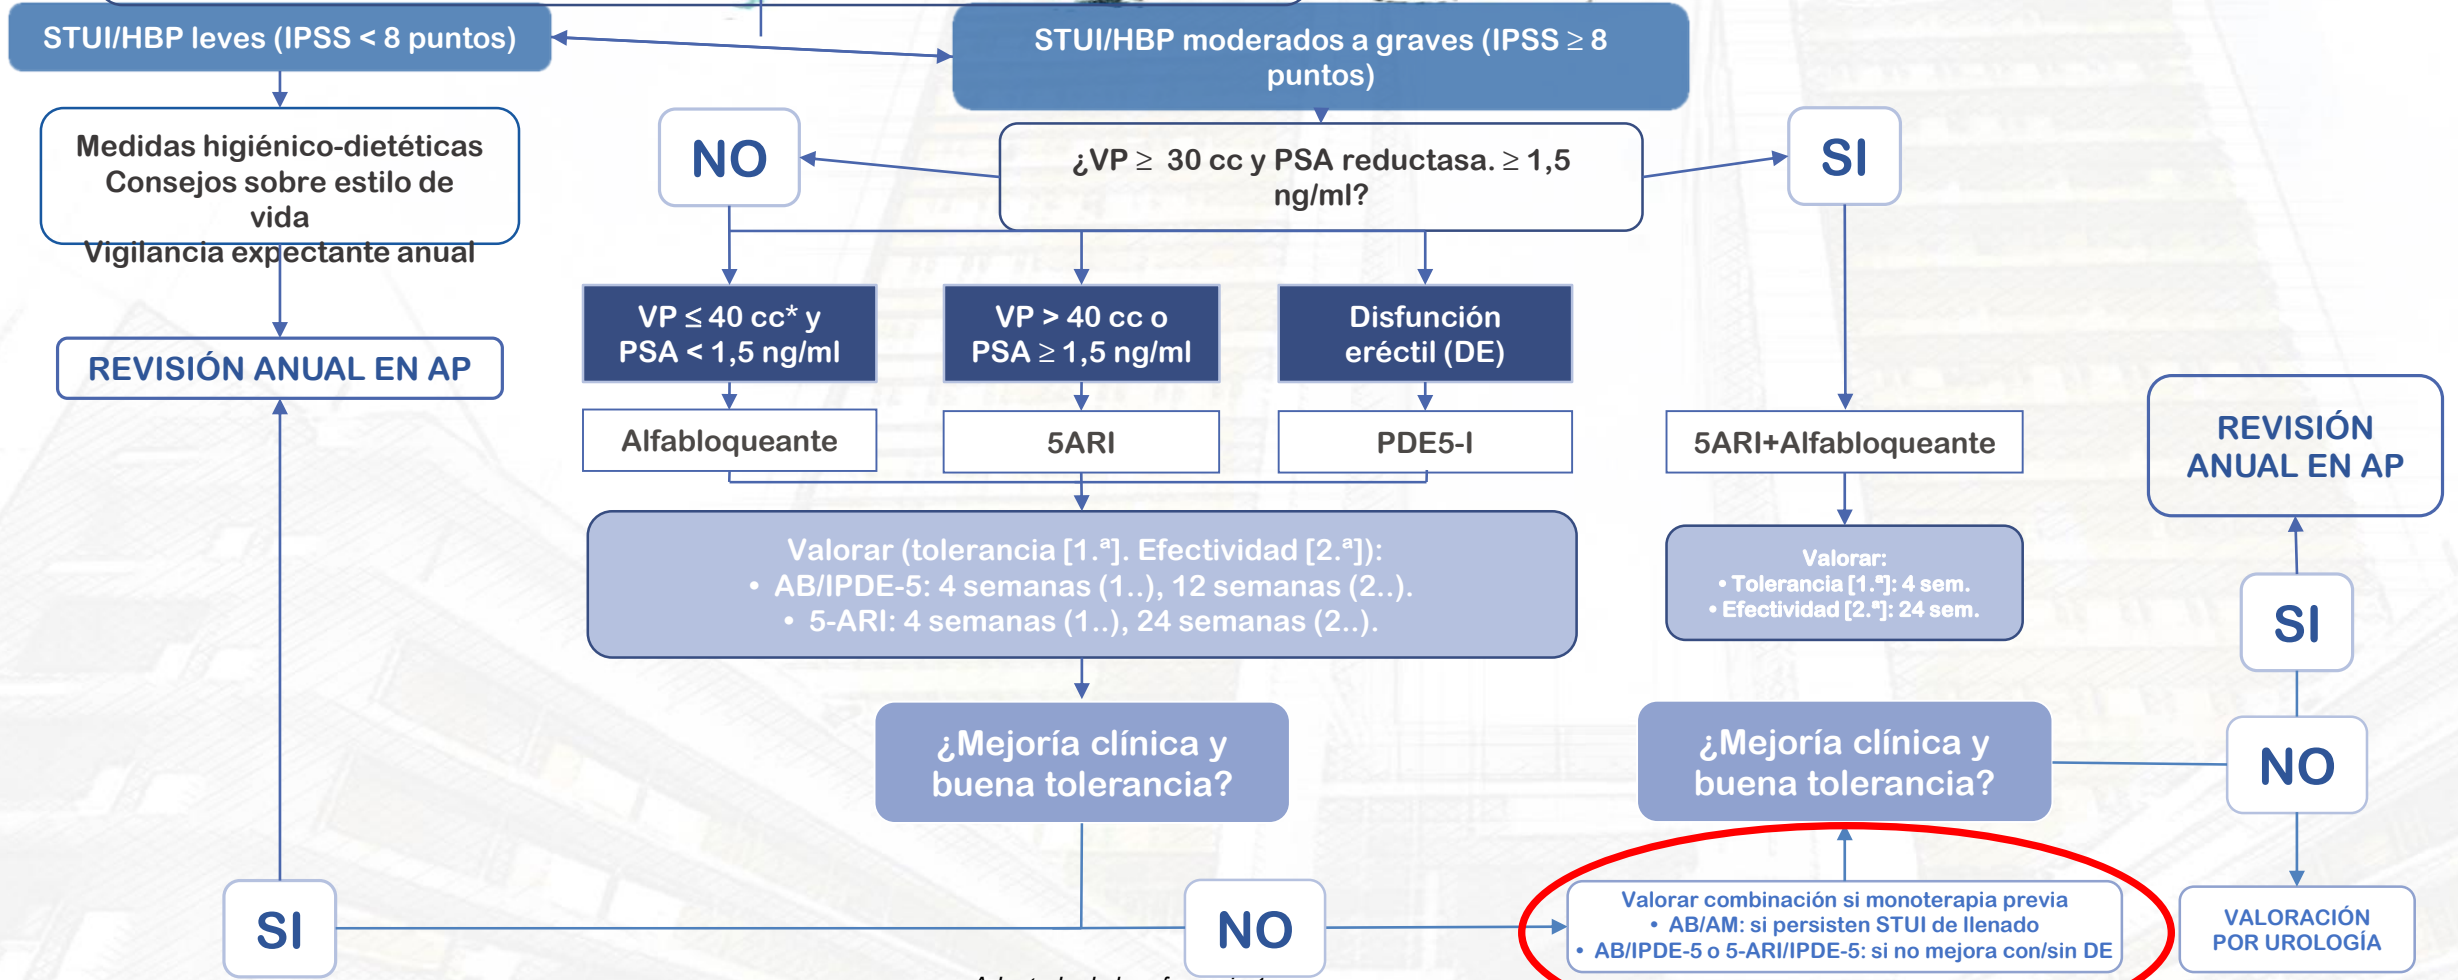 STUI/HBP leves (IPSS < 8 puntos)
STUI/HBP moderados a graves (IPSS ≥ 8
puntos)
Medidas higiénico-dietéticas
Consejos sobre estilo de
vida
Vigilancia expectante anual
NO
¿VP ≥ 30 cc y PSA reductasa. ≥ 1,5
ng/ml?
SI
VP ≤ 40 cc* y
PSA < 1,5 ng/ml
VP > 40 cc o
PSA ≥ 1,5 ng/ml
Disfunción
eréctil (DE)
REVISIÓN ANUAL EN AP
Alfabloqueante
5ARI
PDE5-I
5ARI+Alfabloqueante
REVISIÓN
ANUAL EN AP
Valorar (tolerancia [1.ª]. Efectividad [2.ª]):
• AB/IPDE-5: 4 semanas (1..), 12 semanas (2..).
• 5-ARI: 4 semanas (1..), 24 semanas (2..).
Valorar:
• Tolerancia [1.ª]: 4 sem.
• Efectividad [2.ª]: 24 sem.
SI
¿Mejoría clínica y
buena tolerancia?
¿Mejoría clínica y
buena tolerancia?
NO
SI
NO
Valorar combinación si monoterapia previa
• AB/AM: si persisten STUI de llenado
• AB/IPDE-5 o 5-ARI/IPDE-5: si no mejora con/sin DE
VALORACIÓN
POR UROLOGÍA